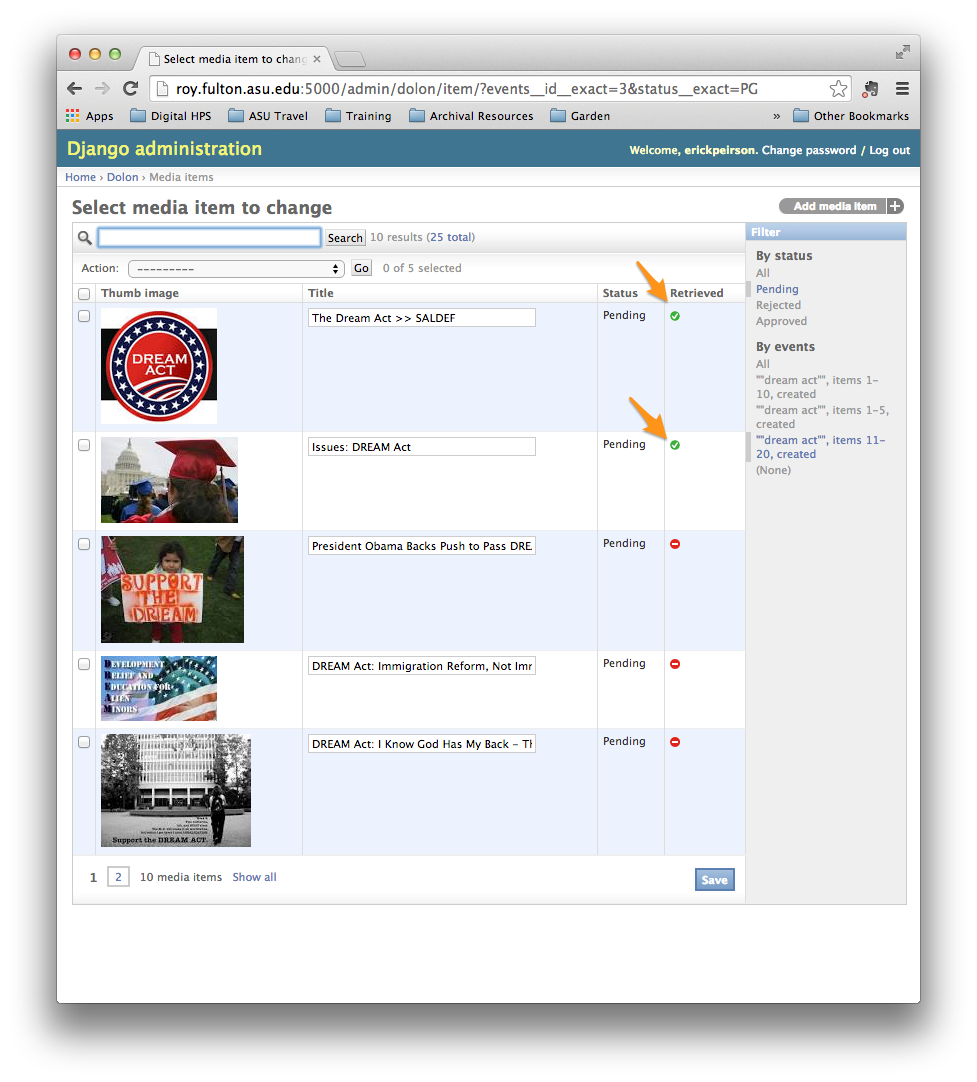 Select media item to chang
roy.fulton.asu.edu:5000/admin/dolon/item/?events__id__exact=3&status__exact=PG
Apps Digital HPS ASU Travel Training Archival Resources Garden » Other Bookmarks
Django administration
Welcome, erickpeirson. Change password / Log out
Home › Dolon › Media items
Select media item to change
Add media item +
Search 10 results (25 total)
Action: --------- Go 0 of 5 selected
Thumb image Title Status Retrieved
DREAM
ACT
The Dream Act >> SALDEF
Pending
Issues: DREAM Act
Pending
SUPPORT
THE
DREAM
President Obama Backs Push to Pass DRE
Pending
DEVELOPMENT
RELIEF AND
EDUCATION FOR
ALIEN
MINORS
DREAM Act: Immigration Reform, Not Imr
Pending
Support the DREAM ACT.
DREAM Act: I Know God Has My Back – Th
Pending
1 2 10 media items Show all
Save
Filter
By status
All
Pending
Rejected
Approved
By events
All
""dream act"", items 1-
10, created
""dream act"", items 1-5,
created
""dream act"", items 11-
20, created
(None)